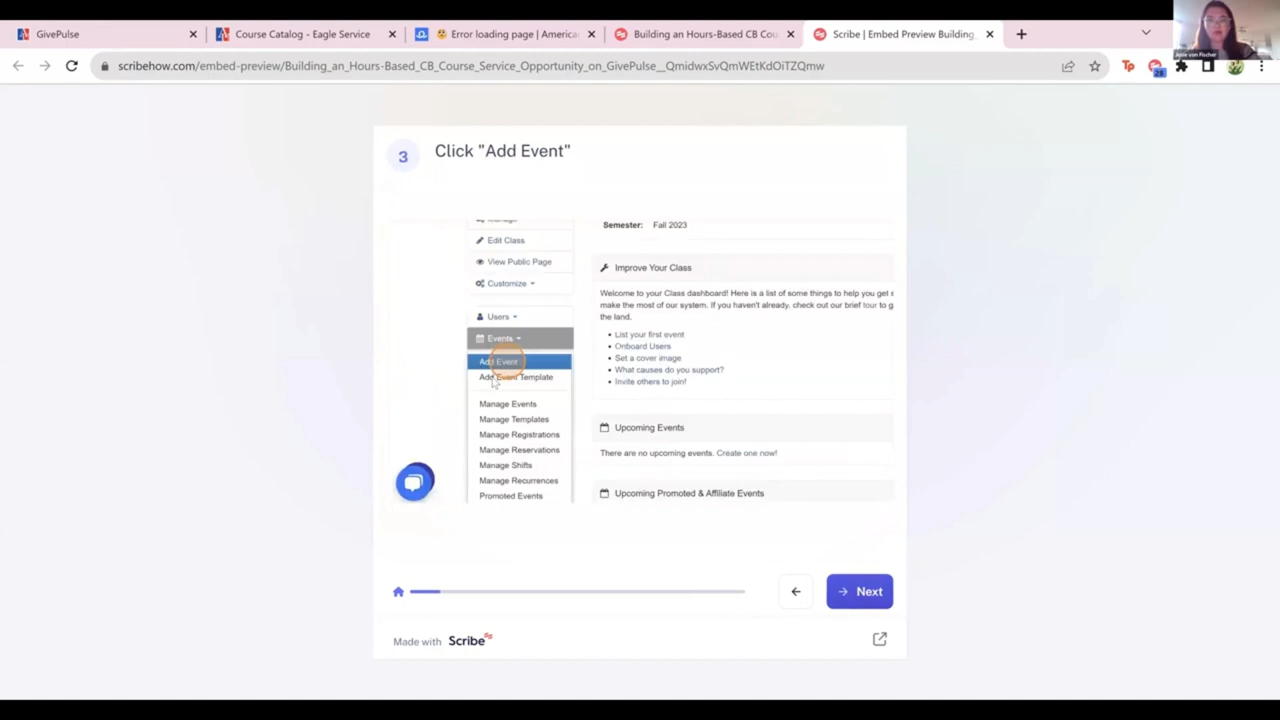 GivePulse
Course Catalog - Eagle Service
Error loading page | America
Building an Hours-Based CB Cou
Scribe | Embed Preview Building
scribehow.com/embed-preview/Building_an_Hours-Based_CB_Course_Service_Opportunity_on_GivePulse__QmidwxSvQmWEtKdOiTZQmw
Tp
28
3
Click "Add Event"
Manage
Edit Class
View Public Page
Customize
Users
Events
Add Event
Add Event Template
Manage Events
Manage Templates
Manage Registrations
Manage Reservations
Manage Shifts
Manage Recurrences
Promoted Events
Semester: Fall 2023
Improve Your Class
Welcome to your Class dashboard! Here is a list of some things to help you get s
make the most of our system. If you haven't already, check out our brief tour to g
the land.
• List your first event
• Onboard Users
• Set a cover image
• What causes do you support?
• Invite others to join!
Upcoming Events
There are no upcoming events. Create one now!
Upcoming Promoted & Affiliate Events
Next
Made with Scribe